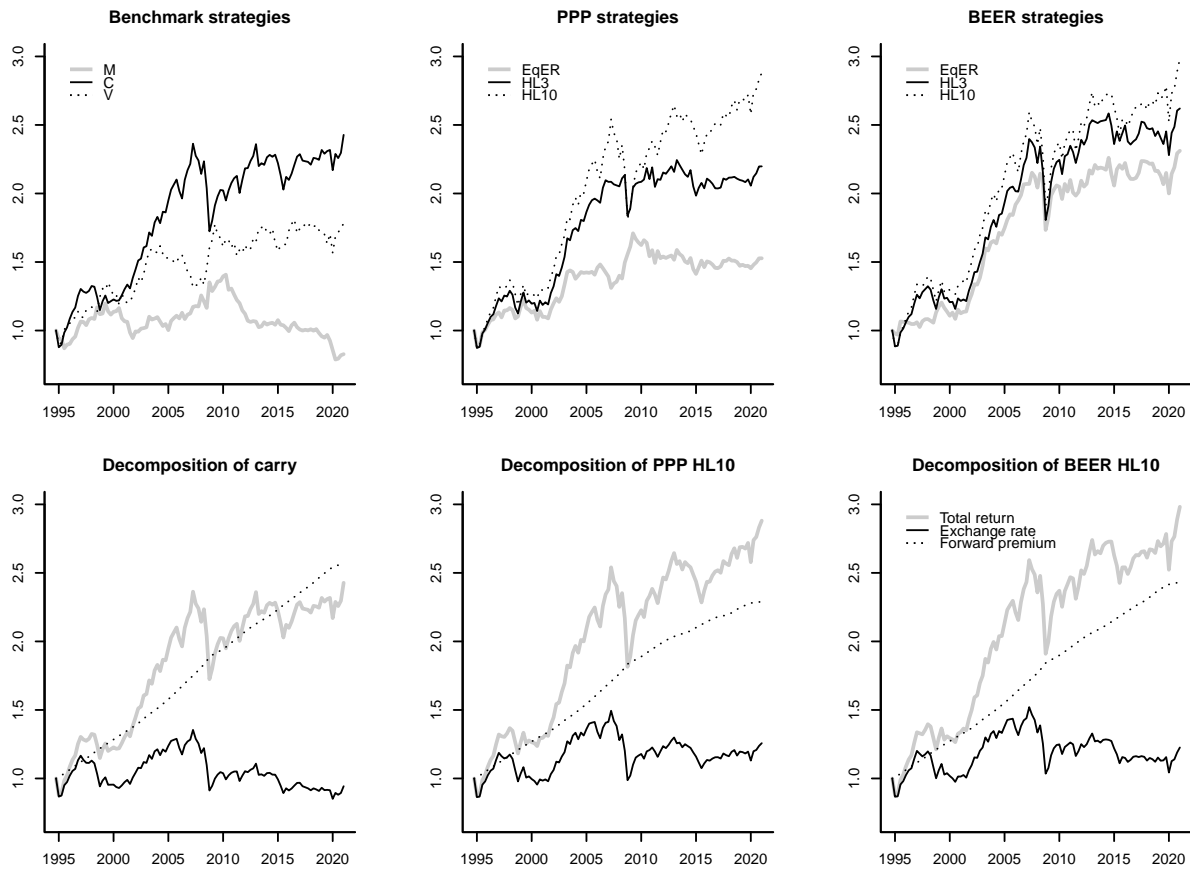 Benchmark strategies
M
C
V
1.0 1.5 2.0 2.5 3.0
1995 2000 2005 2010 2015 2020
PPP strategies
EqER
HL3
HL10
1.0 1.5 2.0 2.5 3.0
1995 2000 2005 2010 2015 2020
BEER strategies
EqER
HL3
HL10
1.0 1.5 2.0 2.5 3.0
1995 2000 2005 2010 2015 2020
Decomposition of carry
1.0 1.5 2.0 2.5 3.0
1995 2000 2005 2010 2015 2020
Decomposition of PPP HL10
1.0 1.5 2.0 2.5 3.0
1995 2000 2005 2010 2015 2020
Decomposition of BEER HL10
Total return
Exchange rate
Forward premium
1.0 1.5 2.0 2.5 3.0
1995 2000 2005 2010 2015 2020